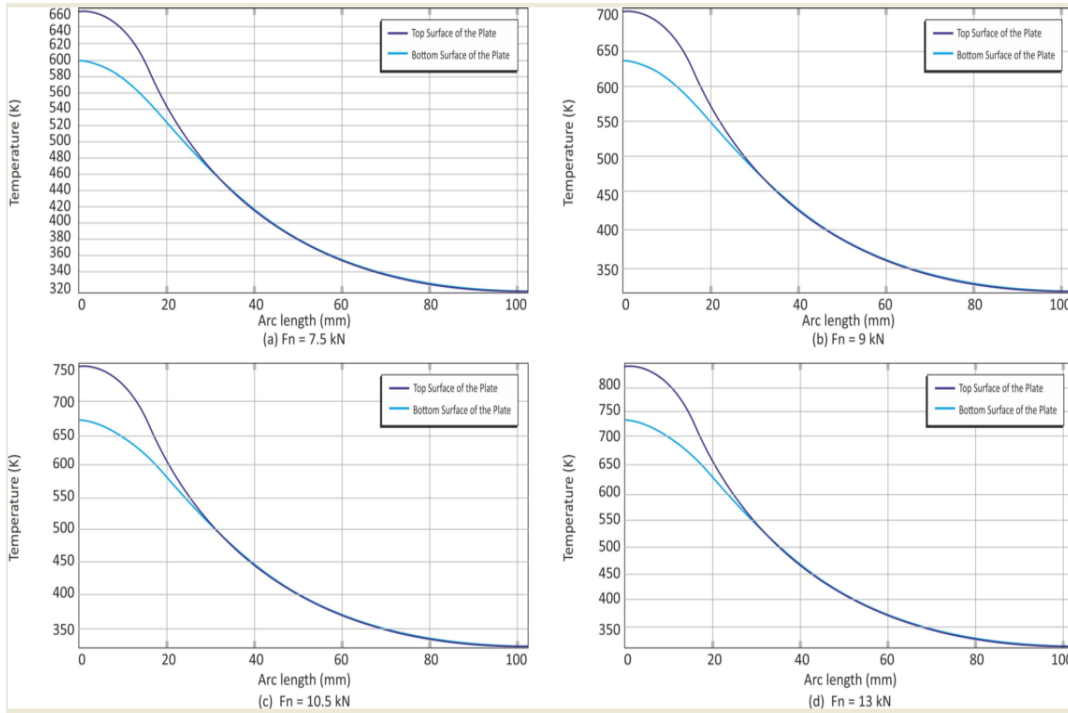 660
640
620
600
580
560
540
520
500
480
460
440
420
400
380
360
340
320
Temperature (K)
Top Surface of the Plate
Bottom Surface of the Plate
0 20 40 60 80 100
Arc length (mm)
(a) Fn = 7.5 kN
700
650
600
550
500
450
400
350
Temperature (K)
Top Surface of the Plate
Bottom Surface of the Plate
0 20 40 60 80 100
Arc length (mm)
(b) Fn = 9 kN
750
700
650
600
550
500
450
400
350
Temperature (K)
Top Surface of the Plate
Bottom Surface of the Plate
0 20 40 60 80 100
Arc length (mm)
(c) Fn = 10.5 kN
800
750
700
650
600
550
500
450
400
350
Temperature (K)
Top Surface of the Plate
Bottom Surface of the Plate
0 20 40 60 80 100
Arc length (mm)
(d) Fn = 13 kN